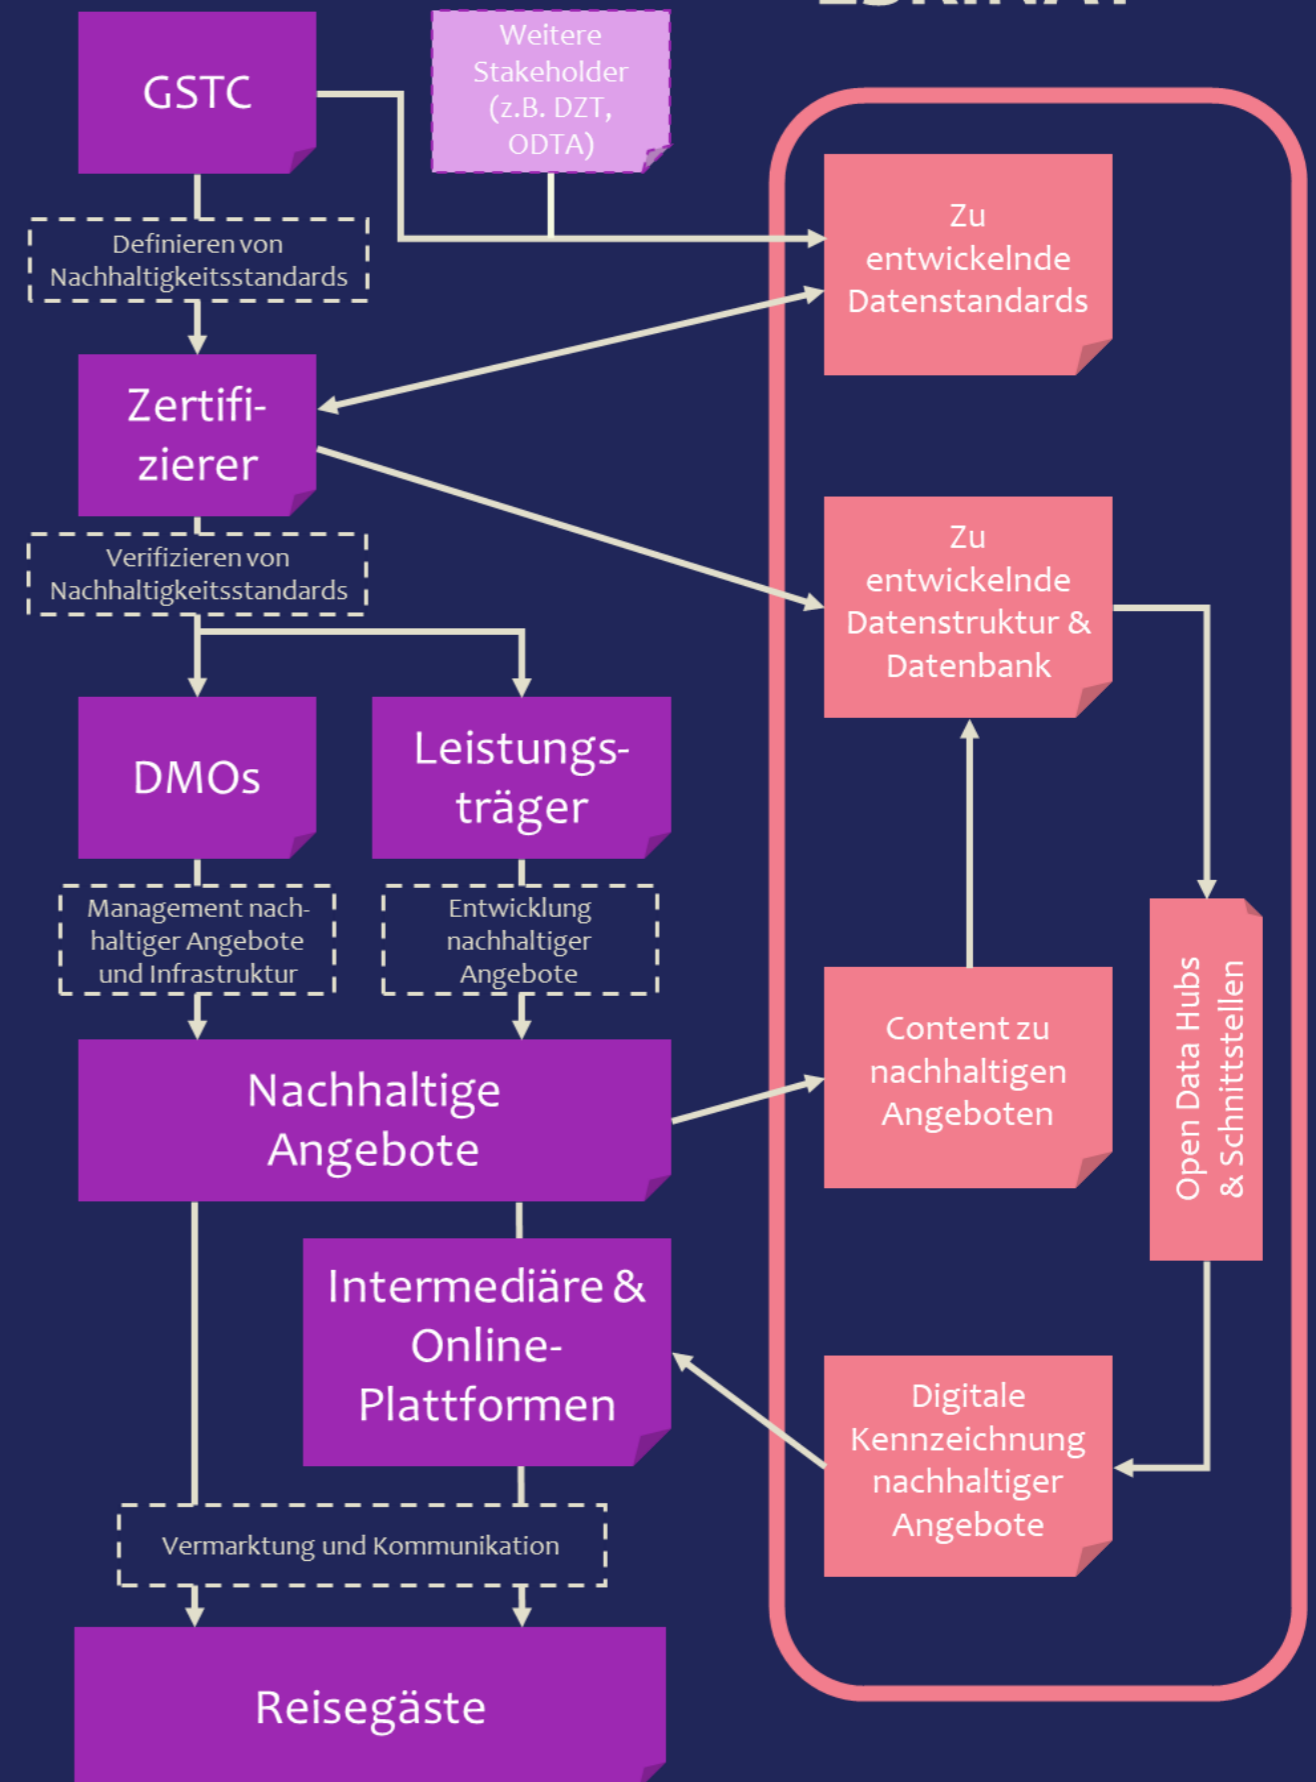 GSTC
Weitere
Stakeholder
(z.B. DZT,
ODTA)
Definieren von
Nachhaltigkeitsstandards
Zu
entwickelnde
Datenstandards
Zertifi-
zierer
Verifizieren von
Nachhaltigkeitsstandards
Zu
entwickelnde
Datenstruktur &
Datenbank
DMOs
Leistungs-
träger
Management nach-
haltiger Angebote
und Infrastruktur
Entwicklung
nachhaltiger
Angebote
Nachhaltige
Angebote
Content zu
nachhaltigen
Angeboten
Open Data Hubs
& Schnittstellen
Intermediäre &
Online-
Plattformen
Digitale
Kennzeichnung
nachhaltiger
Angebote
Vermarktung und Kommunikation
Reisegäste